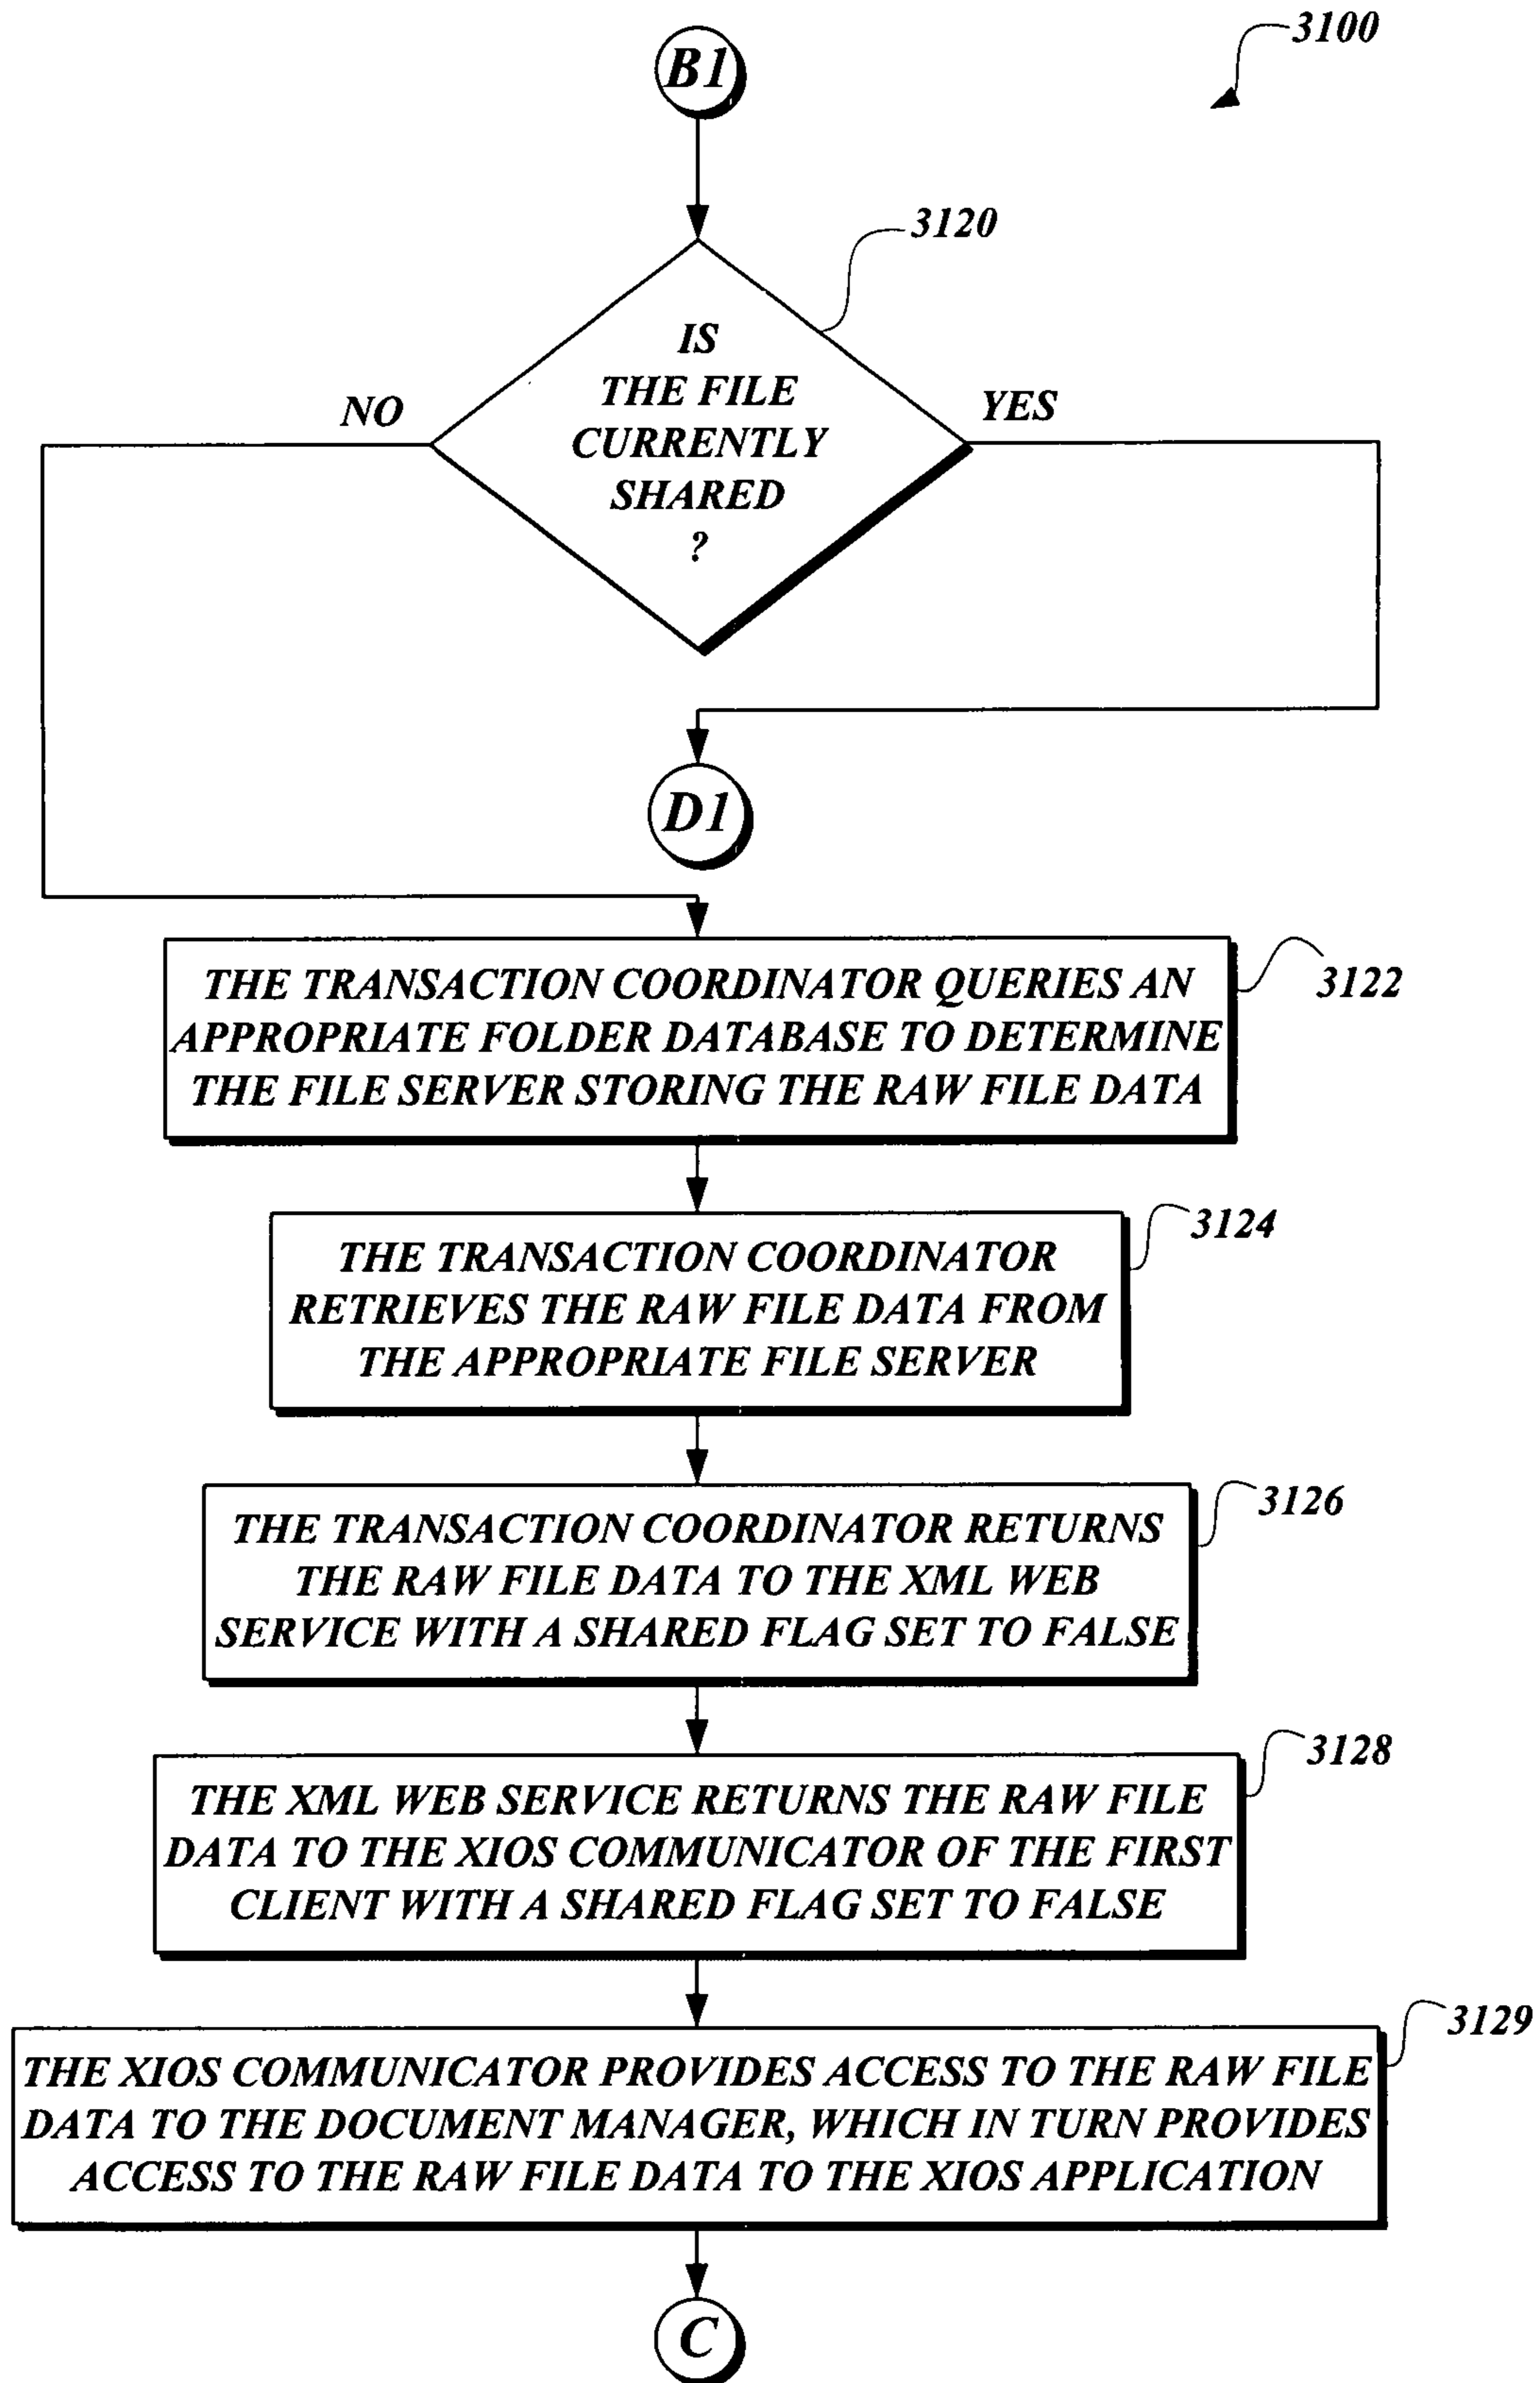 3100
B1
3120
IS
THE FILE
CURRENTLY
SHARED
?
NO
YES
D1
3122
THE TRANSACTION COORDINATOR QUERIES AN
APPROPRIATE FOLDER DATABASE TO DETERMINE
THE FILE SERVER STORING THE RAW FILE DATA
3124
THE TRANSACTION COORDINATOR
RETRIEVES THE RAW FILE DATA FROM
THE APPROPRIATE FILE SERVER
3126
THE TRANSACTION COORDINATOR RETURNS
THE RAW FILE DATA TO THE XML WEB
SERVICE WITH A SHARED FLAG SET TO FALSE
3128
THE XML WEB SERVICE RETURNS THE RAW FILE
DATA TO THE XIOS COMMUNICATOR OF THE FIRST
CLIENT WITH A SHARED FLAG SET TO FALSE
3129
THE XIOS COMMUNICATOR PROVIDES ACCESS TO THE RAW FILE
DATA TO THE DOCUMENT MANAGER, WHICH IN TURN PROVIDES
ACCESS TO THE RAW FILE DATA TO THE XIOS APPLICATION
C